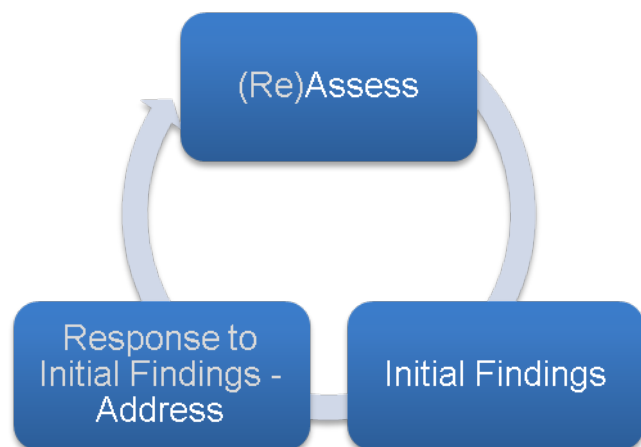 (Re)Assess
Response to
Initial Findings -
Address
Initial Findings